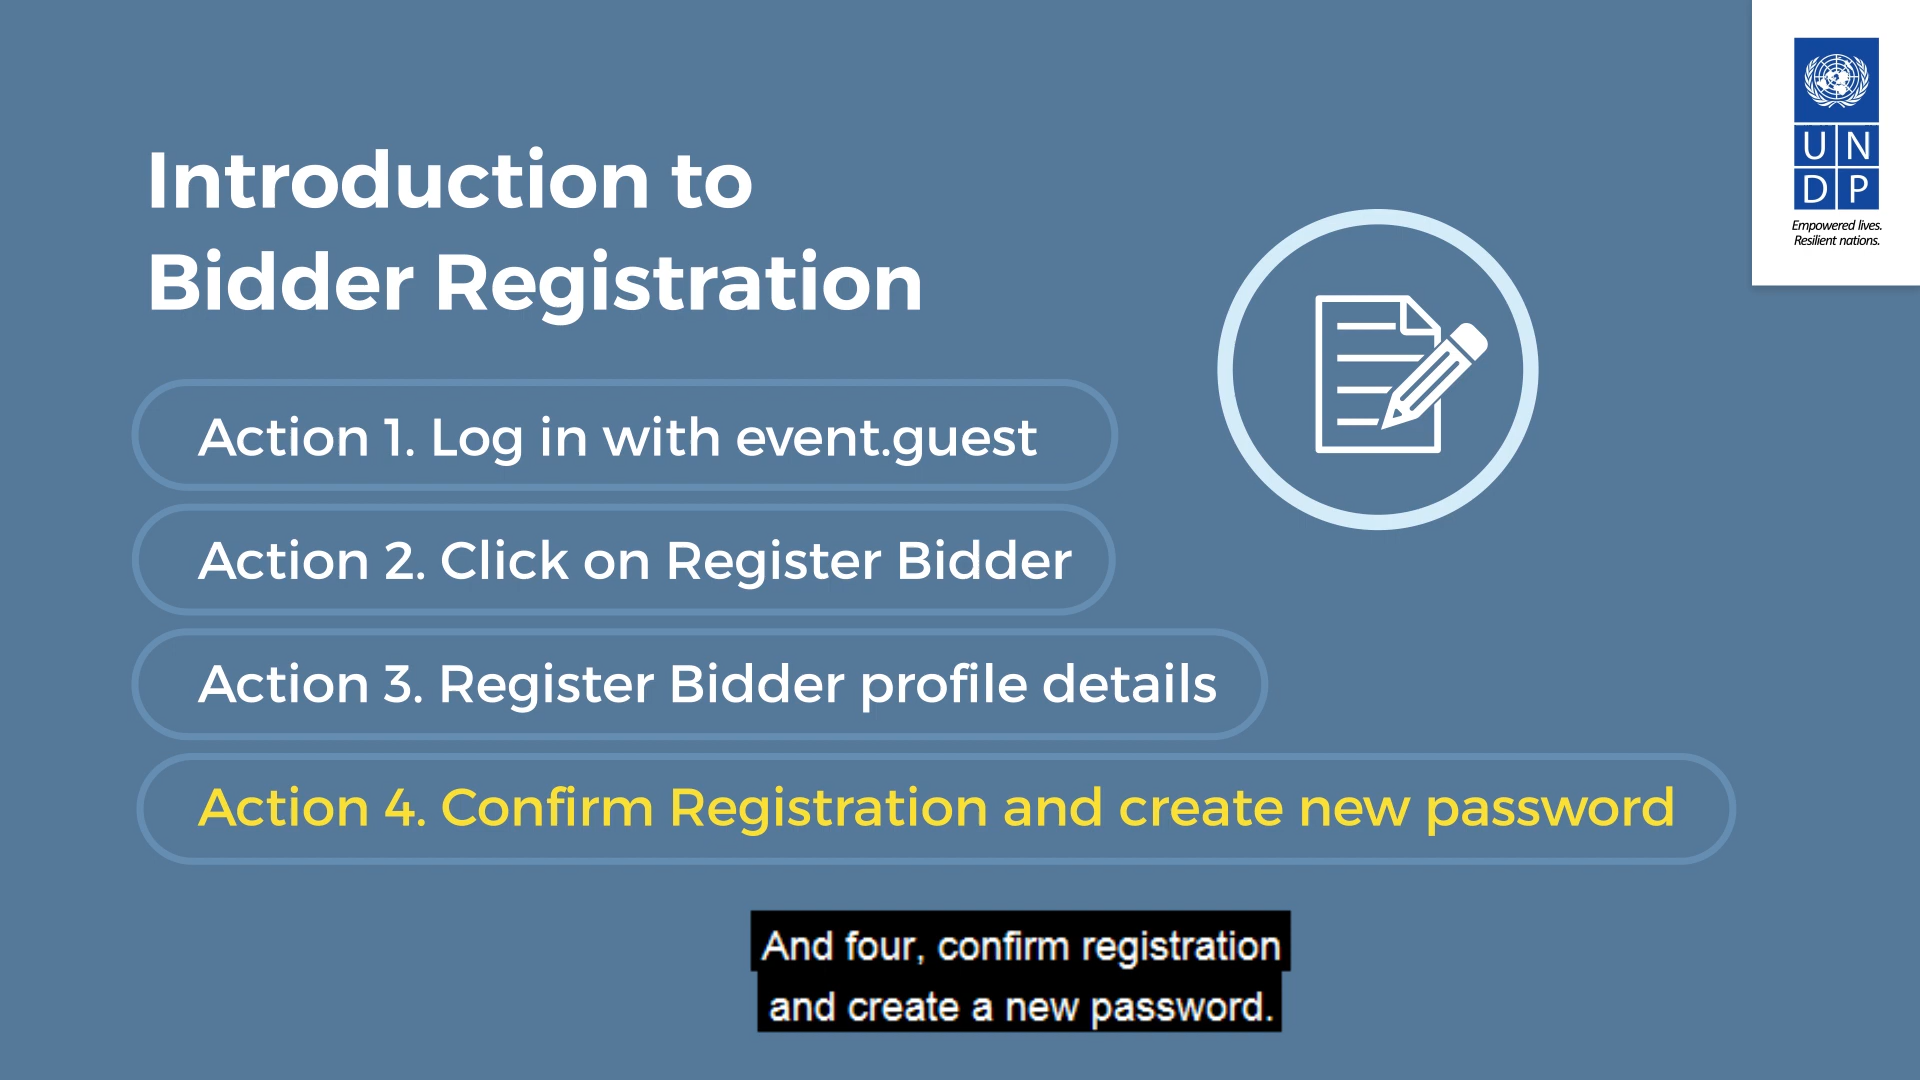 Introduction to
Bidder Registration
Action 1. Log in with event.guest
Action 2. Click on Register Bidder
Action 3. Register Bidder profile details
Action 4. Confirm Registration and create new password
And four, confirm registration
and create a new password.
U N
D P
Empowered lives.
Resilient nations.